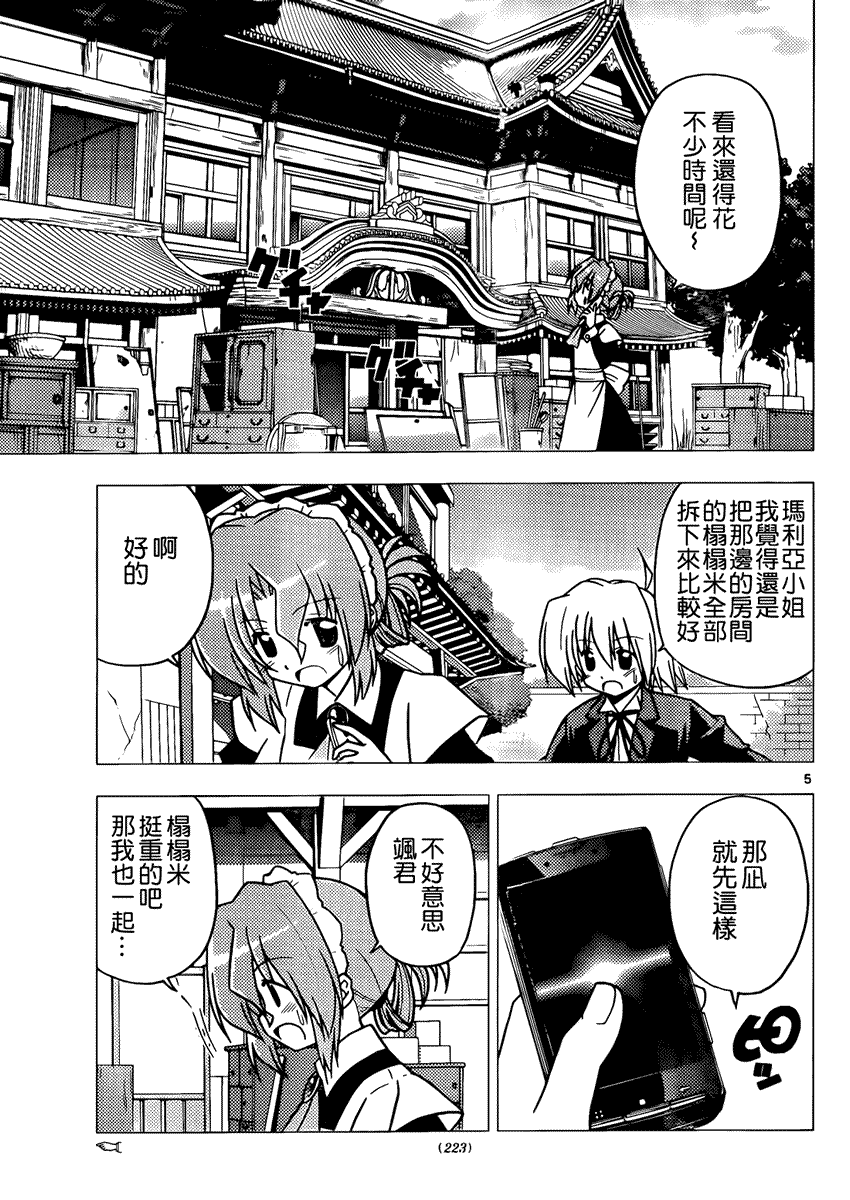 看來還得花
不少時間呢~
グチャ
グチャ
瑪利亞小姐
我覺得還是
把那邊的房間
的榻榻米全部
拆下來比較好
啊
好的
5
那凪
就先這樣
ピッ
不好意思
颯君
榻榻米
挺重的吧
那我也一起…
(223)